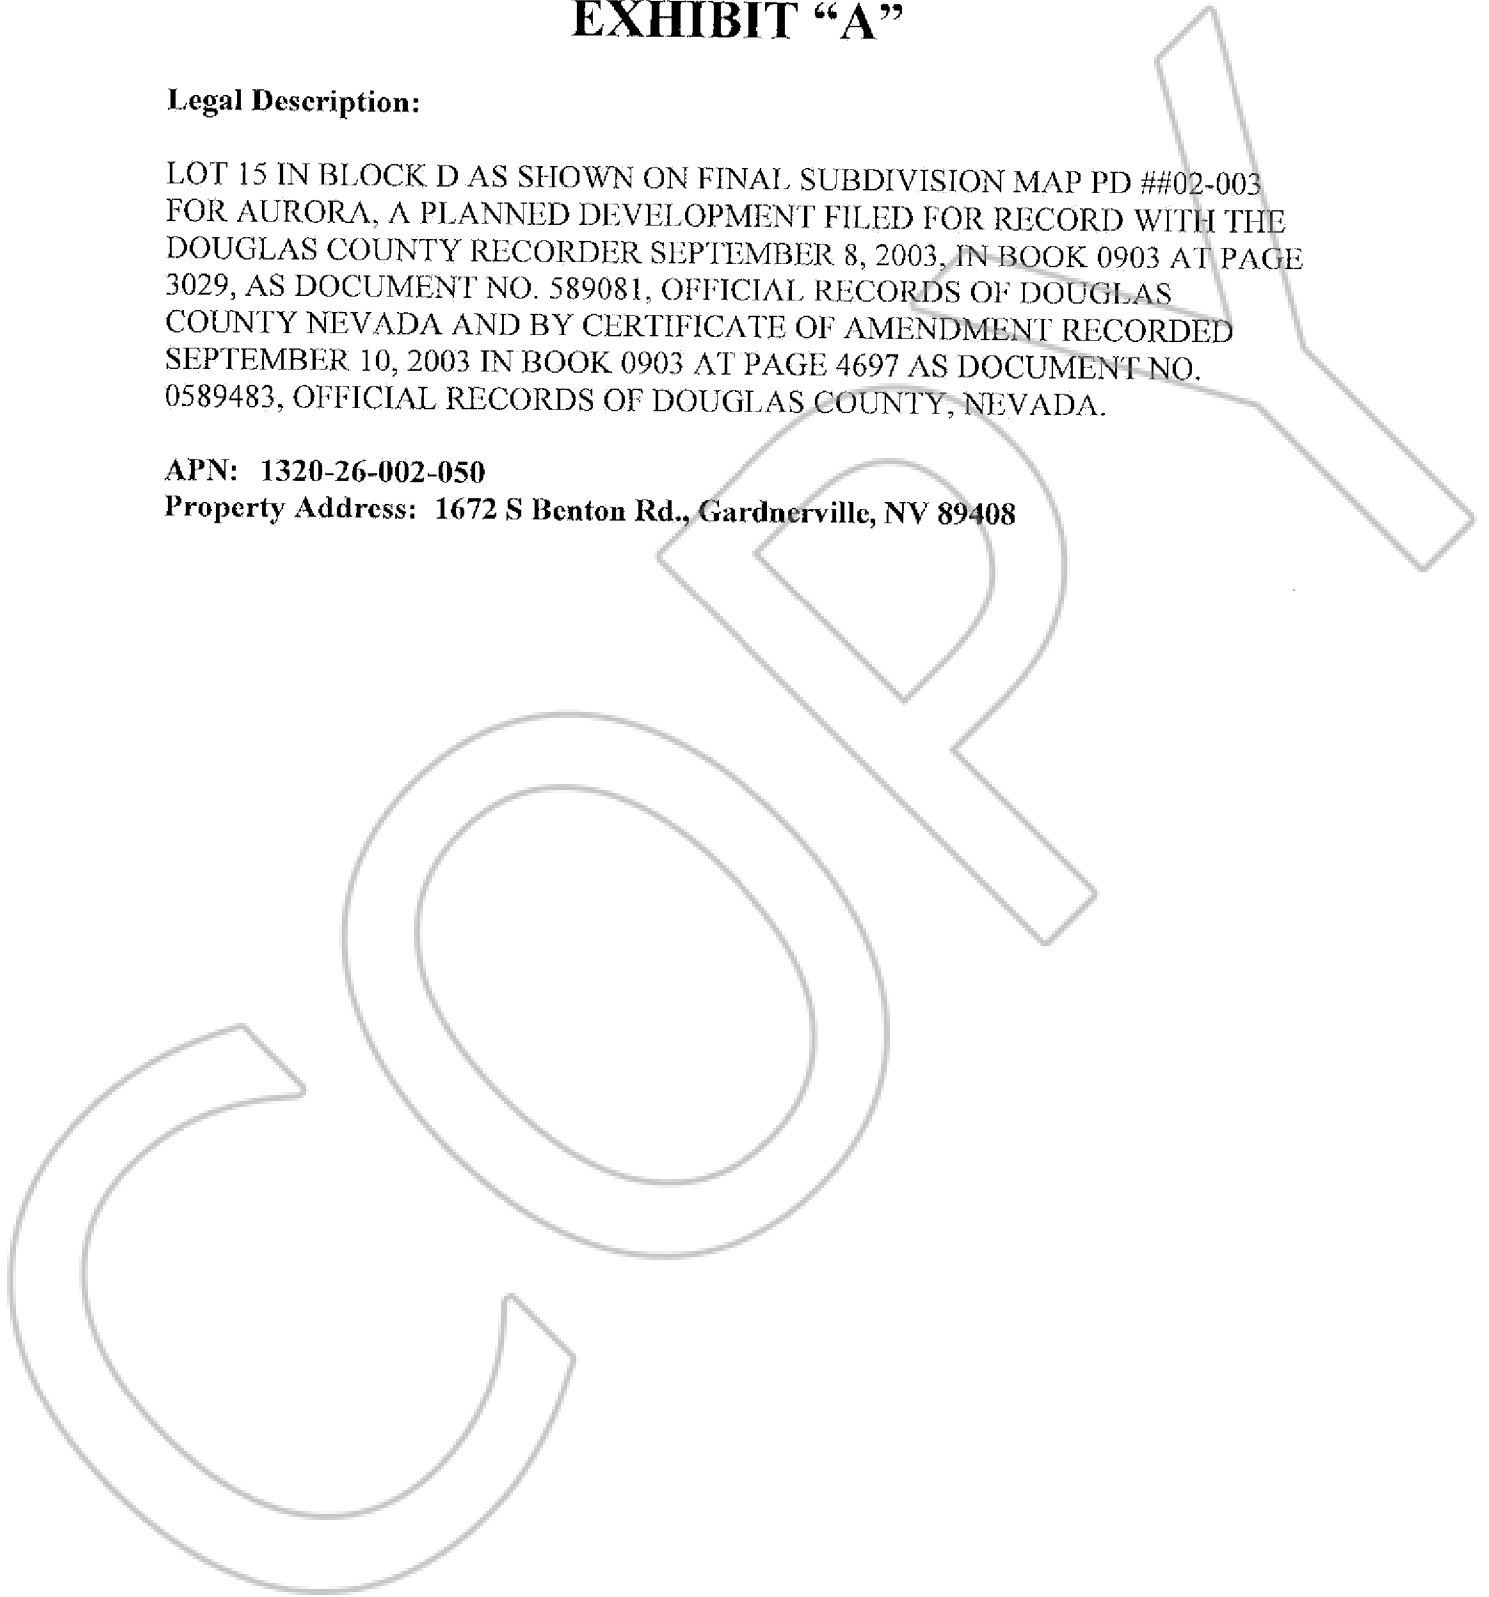 EXHIBIT “A”
Legal Description:
LOT 15 IN BLOCK D AS SHOWN ON FINAL SUBDIVISION MAP PD ##02-003
FOR AURORA, A PLANNED DEVELOPMENT FILED FOR RECORD WITH THE
DOUGLAS COUNTY RECORDER SEPTEMBER 8, 2003, IN BOOK 0903 AT PAGE
3029, AS DOCUMENT NO. 589081, OFFICIAL RECORDS OF DOUGLAS
COUNTY NEVADA AND BY CERTIFICATE OF AMENDMENT RECORDED
SEPTEMBER 10, 2003 IN BOOK 0903 AT PAGE 4697 AS DOCUMENT NO.
0589483, OFFICIAL RECORDS OF DOUGLAS COUNTY, NEVADA.
APN: 1320-26-002-050
Property Address: 1672 S Benton Rd., Gardnerville, NV 89408
COPY